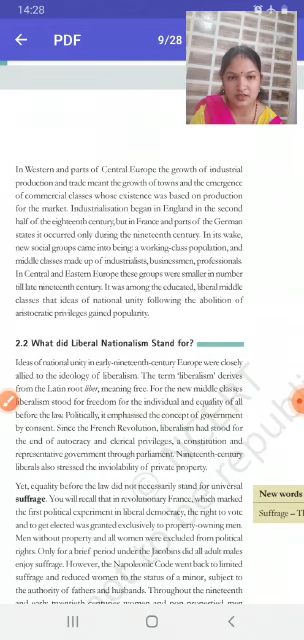 14:28
PDF
9/28
In Western and parts of Central Europe the growth of industrial
production and trade meant the growth of towns and the emergence
of commercial classes whose existence was based on production
for the market. Industrialisation began in England in the second
half of the eighteenth century, but in France and parts of the German
states it occurred only during the nineteenth century. In its wake,
new social groups came into being: a working-class population, and
middle classes made up of industrialists, businessmen, professionals.
In Central and Eastern Europe these groups were smaller in number
till late nineteenth century. It was among the educated, liberal middle
classes that ideas of national unity following the abolition of
aristocratic privileges gained popularity.
2.2 What did Liberal Nationalism Stand for?
Ideas of national unity in early-nineteenth-century Europe were closely
allied to the ideology of liberalism. The term ‘liberalism’ derives
from the Latin root liber, meaning free. For the new middle classes
liberalism stood for freedom for the individual and equality of all
before the law. Politically, it emphasised the concept of government
by consent. Since the French Revolution, liberalism had stood for
the end of autocracy and clerical privileges, a constitution and
representative government through parliament. Nineteenth-century
liberals also stressed the inviolability of private property.
Yet, equality before the law did not necessarily stand for universal
suffrage. You will recall that in revolutionary France, which marked
the first political experiment in liberal democracy, the right to vote
and to get elected was granted exclusively to property-owning men.
Men without property and all women were excluded from political
rights. Only for a brief period under the Jacobins did all adult males
enjoy suffrage. However, the Napoleonic Code went back to limited
suffrage and reduced women to the status of a minor, subject to
the authority of fathers and husbands. Throughout the nineteenth
and early twentieth centuries women and non-propertied men
New words
Suffrage – Th